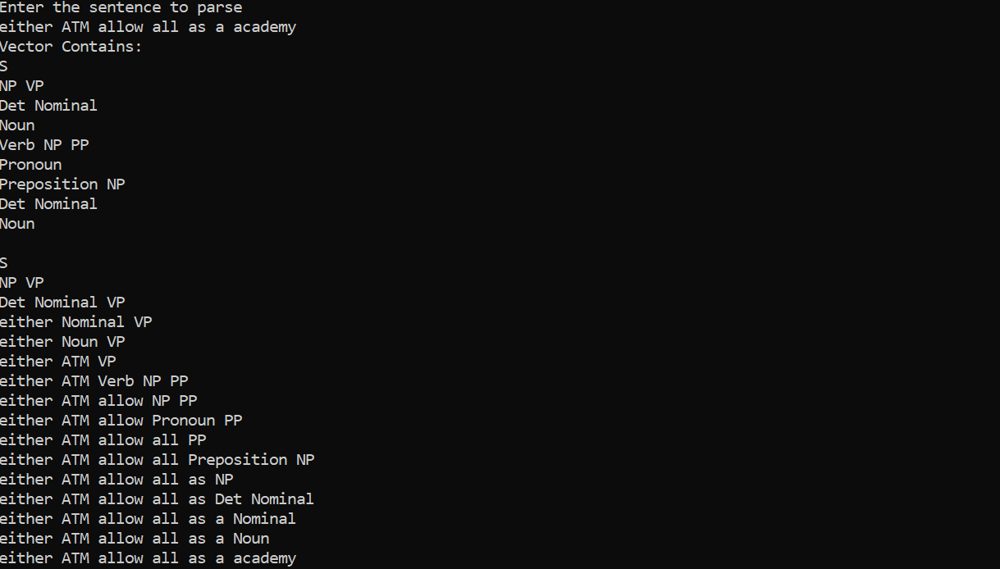 Enter the sentence to parse
either ATM allow all as a academy
Vector Contains:
S
NP VP
Det Nominal
Noun
Verb NP PP
Pronoun
Preposition NP
Det Nominal
Noun
S
NP VP
Det Nominal VP
either Nominal VP
either Noun VP
either ATM VP
either ATM Verb NP PP
either ATM allow NP PP
either ATM allow Pronoun PP
either ATM allow all PP
either ATM allow all Preposition NP
either ATM allow all as NP
either ATM allow all as Det Nominal
either ATM allow all as a Nominal
either ATM allow all as a Noun
either ATM allow all as a academy